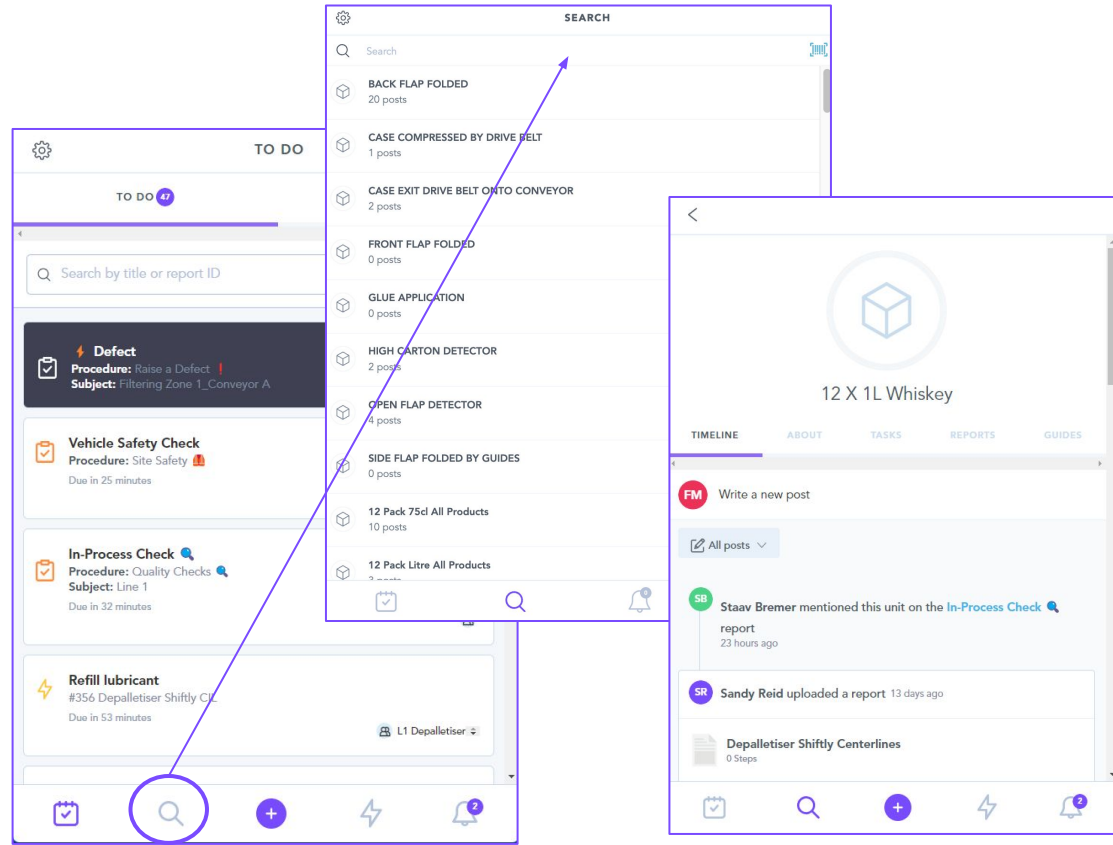 SEARCH
Search
BACK FLAP FOLDED
20 posts
CASE COMPRESSED BY DRIVE BELT
1 posts
CASE EXIT DRIVE BELT ONTO CONVEYOR
2 posts
FRONT FLAP FOLDED
0 posts
GLUE APPLICATION
0 posts
HIGH CARTON DETECTOR
2 posts
OPEN FLAP DETECTOR
4 posts
SIDE FLAP FOLDED BY GUIDES
0 posts
12 Pack 75cl All Products
10 posts
12 Pack Litre All Products
TO DO
TO DO 47
Search by title or report ID
Defect
Procedure: Raise a Defect ❗
Subject: Filtering Zone 1_Conveyor A
Vehicle Safety Check
Procedure: Site Safety
Due in 25 minutes
In-Process Check
Procedure: Quality Checks
Subject: Line 1
Due in 32 minutes
Refill lubricant
#356 Depalletiser Shiftly CIL
Due in 53 minutes
L1 Depalletiser
2
12 X 1L Whiskey
TIMELINE ABOUT TASKS REPORTS GUIDES
FM Write a new post
All posts
SB Staav Bremer mentioned this unit on the In-Process Check
report
23 hours ago
SR Sandy Reid uploaded a report 13 days ago
Depalletiser Shiftly Centerlines
0 Steps
2